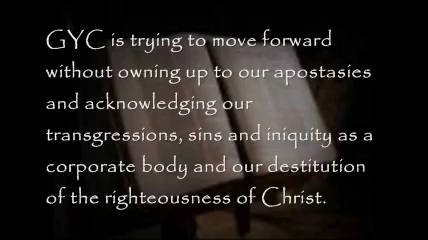 GYC is trying to move forward
without owning up to our apostasies
and acknowledging our
transgressions, sins and iniquity as a
corporate body and our destitution
of the righteousness of Christ.